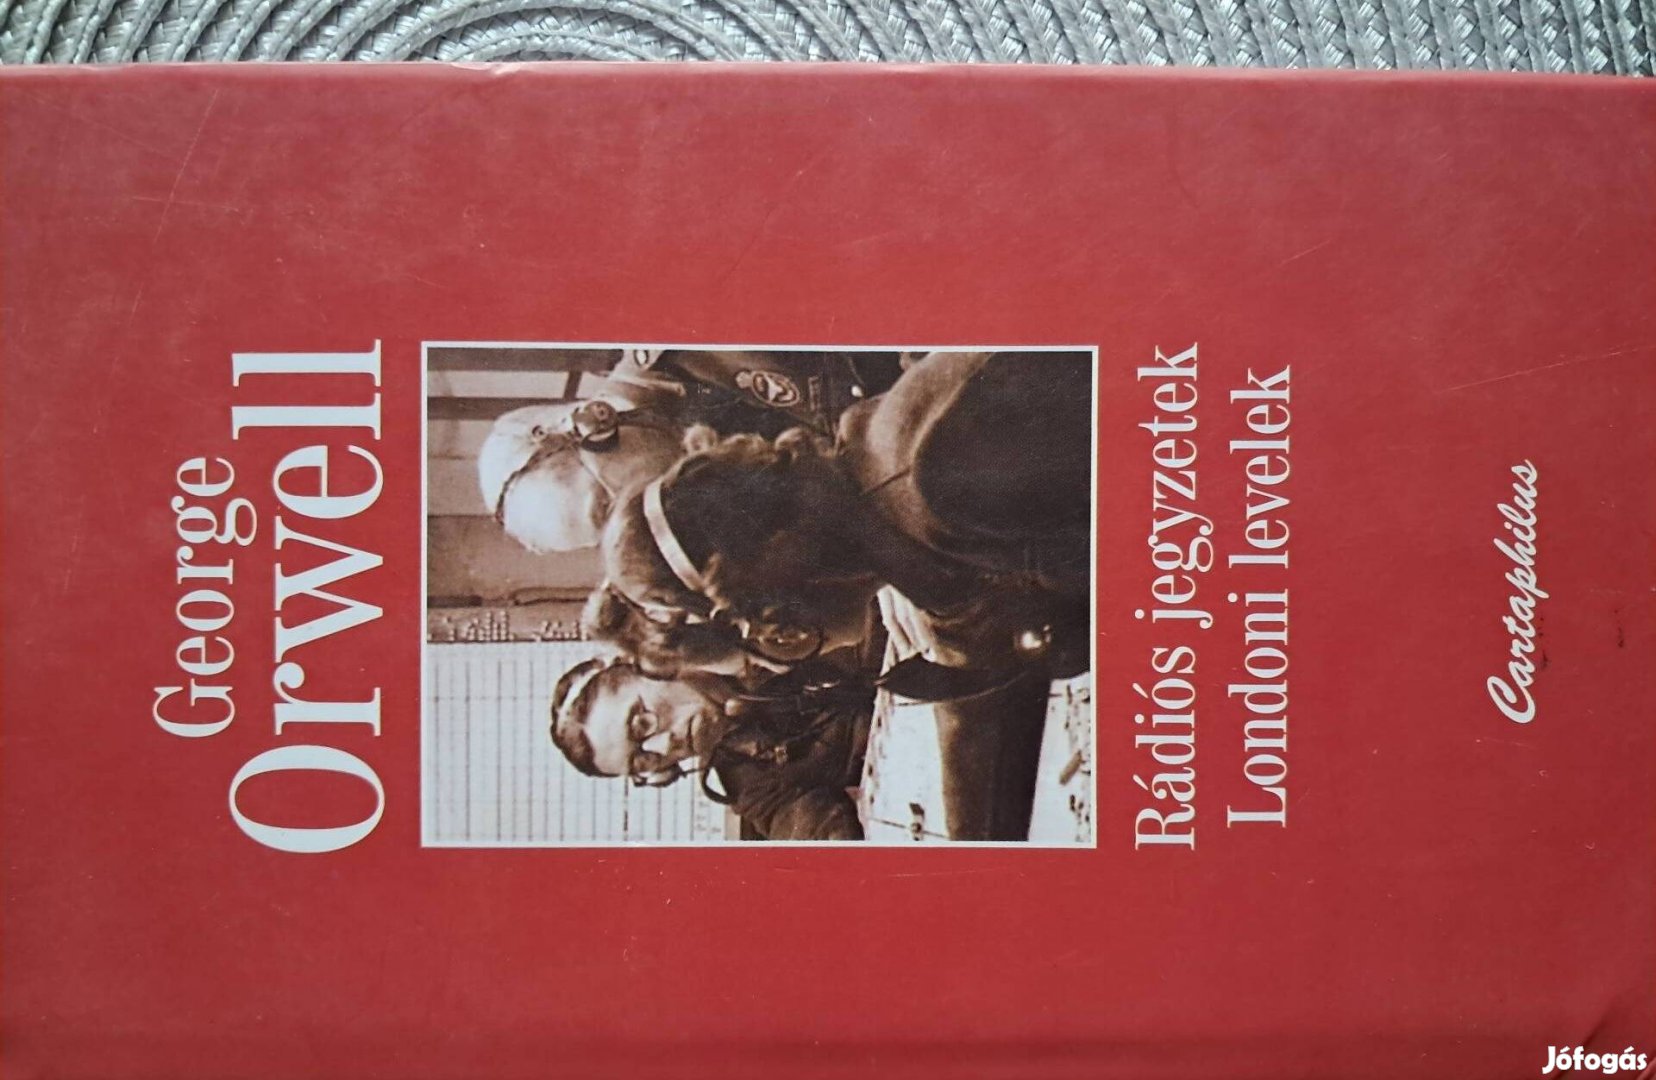 George
Orwell
Rádiós jegyzetek
Londoni levelek
Cartaphilus
Jófogás